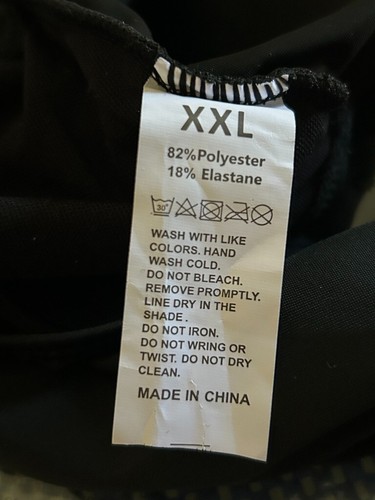 XXL
82%Polyester
18% Elastane
30°
WASH WITH LIKE
COLORS. HAND
WASH COLD.
DO NOT BLEACH.
REMOVE PROMPTLY.
LINE DRY IN THE
SHADE.
DO NOT IRON.
DO NOT WRING OR
TWIST. DO NOT DRY
CLEAN.
MADE IN CHINA